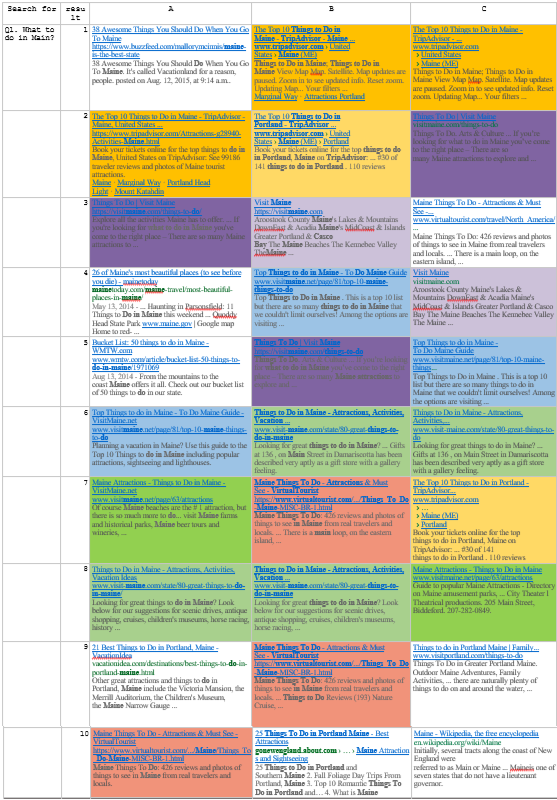 Search for
resu
lt
A
B
C
Q1. What to
do in Main?
1
38 Awesome Things You Should Do When You Go
To Maine
https://www.buzzfeed.com/mallorymcinnis/maine-
is-the-best-state
38 Awesome Things You Should Do When You Go
To Maine. It's called Vacationland for a reason,
people. posted on Aug. 12, 2015, at 9:14 a.m..
The Top 10 Things to Do in
Maine - TripAdvisor - Maine ...
www.tripadvisor.com › United
States › Maine (ME)
Things to Do in Maine; Things to Do in
Maine View Map Map. Satellite. Map updates are
paused. Zoom in to see updated info. Reset zoom.
Updating Map... Your filters ...
Marginal Way · Attractions Portland
The Top 10 Things to Do in Maine -
TripAdvisor - ...
www.tripadvisor.com
› United States
› Maine (ME)
Things to Do in Maine; Things to Do in
Maine View Map Map. Satellite. Map updates are
paused. Zoom in to see updated info. Reset
zoom. Updating Map... Your filters ...
2
The Top 10 Things to Do in Maine - TripAdvisor -
Maine, United States ...
https://www.tripadvisor.com/Attractions-g28940-
Activities-Maine.html
Book your tickets online for the top things to do in
Maine, United States on TripAdvisor: See 99186
traveler reviews and photos of Maine tourist
attractions.
Maine · Marginal Way · Portland Head
Light · Mount Katahdin
The Top 10 Things to Do in
Portland - TripAdvisor ...
www.tripadvisor.com › United
States › Maine (ME) › Portland
Book your tickets online for the top things to do
in Portland, Maine on TripAdvisor: ... #30 of
141 things to do in Portland . 110 reviews
Things To Do | Visit Maine
visitmaine.com/things-to-do
Things To Do. Arts & Culture ... If you're
looking for what to do in Maine you've come to
the right place - There are so
many Maine attractions to explore and ...
3
Things To Do | Visit Maine
https://visitmaine.com/things-to-do/
Explore all the activities Maine has to offer. ... If
you're looking for what to do in Maine you've
come to the right place - There are so many Maine
attractions to ...
Visit Maine
https://visitmaine.com
Aroostook County Maine's Lakes & Mountains
DownEast & Acadia Maine's MidCoast & Islands
Greater Portland & Casco
Bay The Maine Beaches The Kennebec Valley
TheMaine ...
Maine Things To Do - Attractions & Must
See -...
www.virtualtourist.com/travel/North_America/
...
Maine Things To Do: 426 reviews and photos
of things to see in Maine from real travelers
and locals. ... There is a main loop, on the
eastern island, ...
4
26 of Maine's most beautiful places (to see before
you die) - mainetoday
mainetoday.com/maine-travel/most-beautiful-
places-in-maine/
May 13, 2014 - ... Haunting in Parsonsfield: 11
Things to Do in Maine this weekend ... Quoddy
Head State Park www.maine.gov | Google map
Home to red- ...
Top Things to do in Maine - To Do Maine Guide
www.visitmaine.net/page/81/top-10-maine-
things-to-do
Top Things to do in Maine . This is a top 10 list
but there are so many things to do in Maine that
we couldn't limit ourselves! Among the options are
visiting ...
Visit Maine
Aroostook County Maine's Lakes &
Mountains DownEast & Acadia Maine's
MidCoast & Islands Greater Portland & Casco
Bay The Maine Beaches The Kennebec Valley
The Maine ...
5
Bucket List: 50 things to do in Maine -
WMTW.com
www.wmtw.com/article/bucket-list-50-things-to-
do-in-maine/1971069
Aug 13, 2014 - From the mountains to the
coast Maine offers it all. Check out our bucket
list of 50 things to do in our state.
Things To Do | Visit Maine
https://visitmaine.com/things-to-do
Top Things to do in Maine -
To Do Maine Guide
www.visitmaine.net/page/81/top-10-maine-
things...
Top Things to do in Maine . This is a top 10
list but there are so many things to do in
Maine that we couldn't limit ourselves! Among
the options are visiting ...
6
Top Things to do in Maine - To Do Maine Guide -
VisitMaine.net
www.visitmaine.net/page/81/top-10-maine-things-
to-do
Planning a vacation in Maine? Use this guide to the
Top 10 Things to do in Maine including popular
attractions, sightseeing and lighthouses.
Things to Do in Maine - Attractions, Activities,
Vacation ...
www.visit-maine.com/state/80-great-things-to-
do-in-maine
Looking for great things to do in maine? ... Gifts
at 136 , on Main Street in Damariscotta has been
described very aptly as a gift store with a gallery
feeling.
Things to Do in Maine - Attractions,
Activities,...
www.visit-maine.com/state/80-great-things-to-
do
Looking for great things to do in maine? ...
Gifts at 136 , on Main Street in Damariscotta
has been described very aptly as a gift store
with a gallery feeling.
7
Maine Attractions - Things to Do in Maine -
VisitMaine.net
www.visitmaine.net/page/63/attractions
Of course Maine beaches are the #1 attraction, but
there is so much more to do... visit Maine farms
and historical parks, Maine beer tours and
wineries, ...
Maine Things To Do - Attractions & Must
See - VirtualTourist
https://www.virtualtourist.com/.../Things_To_Do
-Maine-MISC-BR-1.html
Maine Things To Do: 426 reviews and photos of
things to see in Maine from real travelers and
locals. ... There is a main loop, on the eastern
island, ...
The Top 10 Things to Do in Portland -
TripAdvisor...
www.tripadvisor.com
› ...
› Maine (ME)
› Portland
Book your tickets online for the top things to
do in Portland, Maine on
TripAdvisor: ... #30 of 141
things to do in Portland . 110 reviews
8
Things to Do in Maine - Attractions, Activities,
Vacation Ideas
www.visit-maine.com/state/80-great-things-to-do-
in-maine/
Looking for great things to do in Maine? Look
below for our suggestions for scenic drives, antique
shopping, cruises, children's museums, horse racing,
history ...
Things to Do in Maine - Attractions, Activities,
Vacation ...
www.visit-maine.com/state/80-great-things-to-
do-in-maine
Looking for great things to do in maine? Look
below for our suggestions for scenic drives,
antique shopping, cruises, children's museums,
horse racing, ...
Maine Attractions - Things to Do in Maine
www.visitmaine.net/page/63/attractions
Guide to popular Maine Attractions - Directory
on Maine amusement parks, ... City Theater I
Theatrical productions. 205 Main Street,
Biddeford. 207-282-0849.
9
21 Best Things to Do in Portland, Maine -
VacationIdea
vacationidea.com/destinations/best-things-to-do-in-
portland-maine.html
Other great attractions and things to do in
Portland, Maine include the Victoria Mansion, the
Merrill Auditorium, the Children's Museum,
the Maine Narrow Gauge ...
Maine Things To Do - Attractions & Must
See - VirtualTourist
https://www.virtualtourist.com/.../Things_To_Do
-Maine-MISC-BR-1.html
Maine Things To Do: 426 reviews and photos of
things to see in Maine from real travelers and
locals. ... Things to Do Reviews (193) Nature
Cruise, ...
Things to do in Portland Maine | Family...
www.visitportland.com/things-to-do
Things To Do in Greater Portland Maine.
Outdoor Maine Adventures, Family
Activities, ... there are naturally plenty of
things to do on and around the water, ...
10
Maine Things To Do - Attractions & Must See -
VirtualTourist
https://www.virtualtourist.com/.../Maine/Things_To
_Do-Maine-MISC-BR-1.html
Maine Things To Do: 426 reviews and photos of
things to see in Maine from real travelers and
locals.
25 Things To Do in Portland Maine - Best
Attractions
gonewengland.about.com › ... › Maine Attraction
s and Sightseeing
25 Things to Do in Portland and
Southern Maine 2. Fall Foliage Day Trips From
Portland, Maine 3. Top 10 Romantic Things to
Do in Portland and ... 4. What is Maine
Maine - Wikipedia, the free encyclopedia
en.wikipedia.org/wiki/Maine
Initially, several tracts along the coast of
New England were
referred to as Main or Maine ... Maineis one of
seven states that do not have a lieutenant
governor.